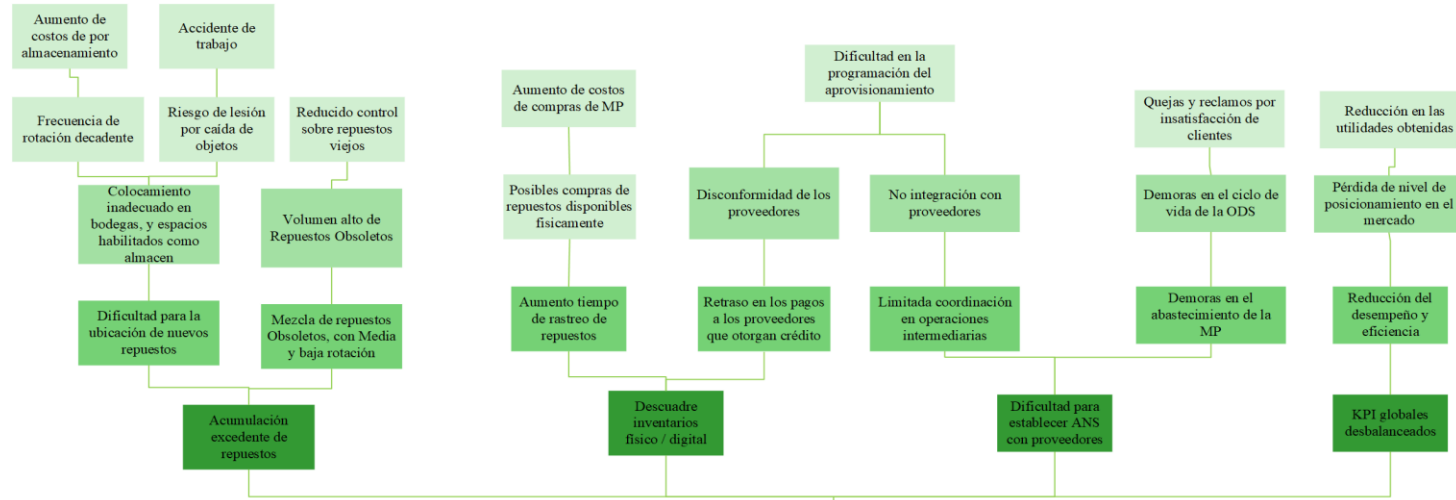 Aumento de
costos de por
almacenamiento
Accidente de
trabajo
Dificultad en la
programación del
aprovisionamiento
Aumento de costos
de compras de MP
Frecuencia de
rotación decadente
Riesgo de lesión
por caída de
objetos
Reducido control
sobre repuestos
viejos
Quejas y reclamos por
insatisfacción de
clientes
Reducción en las
utilidades obtenidas
Colocamiento
inadecuado en
bodegas, y espacios
habilitados como
almacen
Volumen alto de
Repuestos Obsoletos
Posibles compras de
repuestos disponibles
físicamente
Disconformidad de los
proveedores
No integración con
proveedores
Demoras en el ciclo de
vida de la ODS
Pérdida de nivel de
posicionamiento en el
mercado
Dificultad para la
ubicación de nuevos
repuestos
Mezcla de repuestos
Obsoletos, con Media
y baja rotación
Aumento tiempo
de rastreo de
repuestos
Retraso en los pagos
a los proveedores
que otorgan crédito
Limitada coordinación
en operaciones
intermediarias
Demoras en el
abastecimiento de la
MP
Reducción del
desempeño y
eficiencia
Acumulación
excedente de
repuestos
Descuadre
inventarios
físico / digital
Dificultad para
establecer ANS
con proveedores
KPI globales
desbalanceados